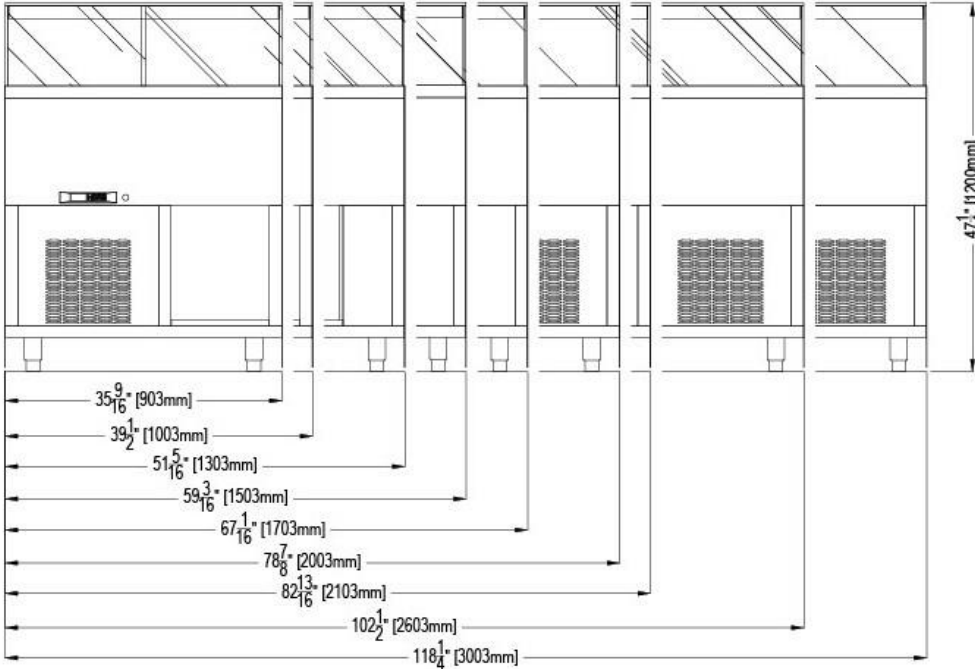 47 1/4" [1200mm]
35 9/16" [903mm]
39 1/2" [1003mm]
51 5/16" [1303mm]
59 3/16" [1503mm]
67 1/16" [1703mm]
78 7/8" [2003mm]
82 13/16" [2103mm]
102 1/2" [2603mm]
118 1/4" [3003mm]